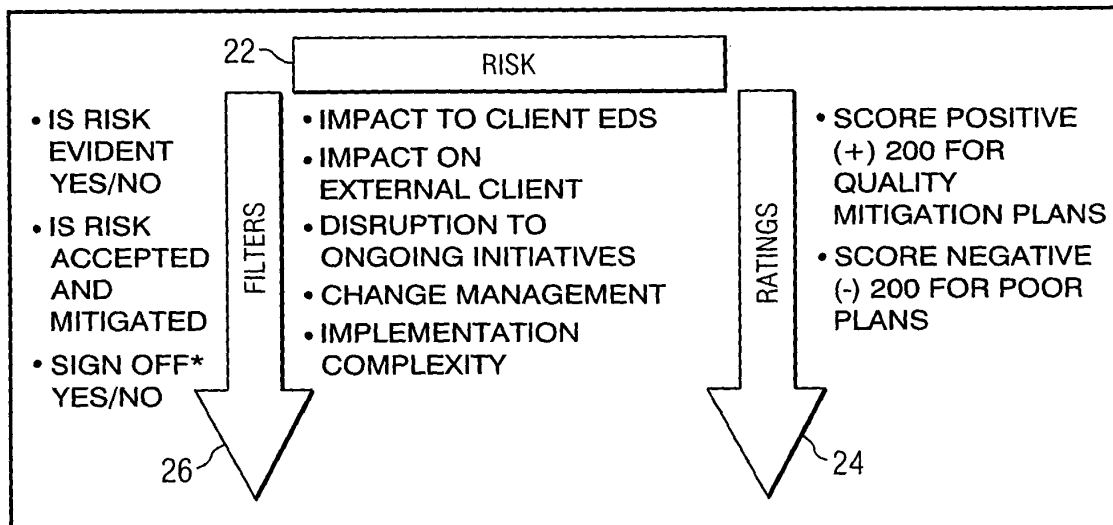 22
RISK
• IS RISK
EVIDENT
YES/NO
• IS RISK
ACCEPTED
AND
MITIGATED
• SIGN OFF*
YES/NO
26
FILTERS
• IMPACT TO CLIENT EDS
• IMPACT ON
EXTERNAL CLIENT
• DISRUPTION TO
ONGOING INITIATIVES
• CHANGE MANAGEMENT
• IMPLEMENTATION
COMPLEXITY
RATINGS
24
• SCORE POSITIVE
(+) 200 FOR
QUALITY
MITIGATION PLANS
• SCORE NEGATIVE
(-) 200 FOR POOR
PLANS